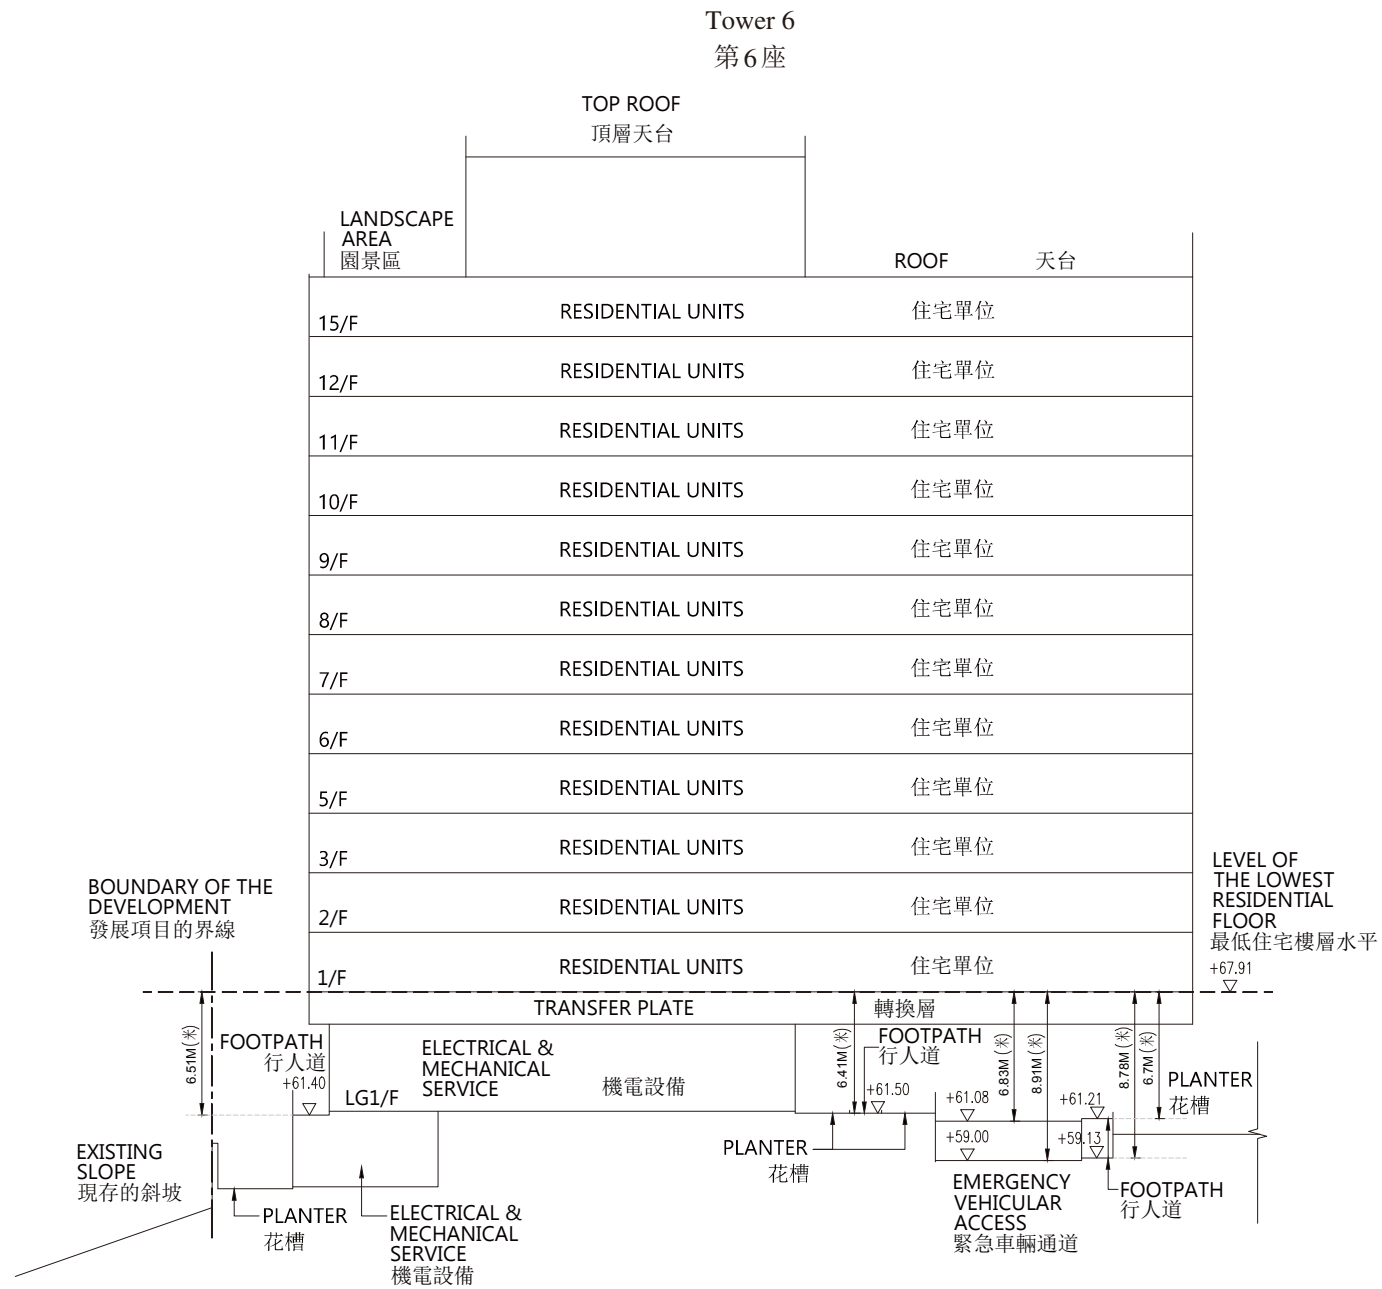 Tower 6
第6座
TOP ROOF
頂層天台
LANDSCAPE
AREA
園景區
ROOF 天台
15/F RESIDENTIAL UNITS 住宅單位
12/F RESIDENTIAL UNITS 住宅單位
11/F RESIDENTIAL UNITS 住宅單位
10/F RESIDENTIAL UNITS 住宅單位
9/F RESIDENTIAL UNITS 住宅單位
8/F RESIDENTIAL UNITS 住宅單位
7/F RESIDENTIAL UNITS 住宅單位
6/F RESIDENTIAL UNITS 住宅單位
5/F RESIDENTIAL UNITS 住宅單位
3/F RESIDENTIAL UNITS 住宅單位
2/F RESIDENTIAL UNITS 住宅單位
1/F RESIDENTIAL UNITS 住宅單位
BOUNDARY OF THE
DEVELOPMENT
發展項目的界線
LEVEL OF
THE LOWEST
RESIDENTIAL
FLOOR
最低住宅樓層水平
+67.91
TRANSFER PLATE 轉換層
6.51M(米)
FOOTPATH
行人道
+61.40
ELECTRICAL &
MECHANICAL
SERVICE
機電設備
LG1/F
6.41M(米)
FOOTPATH
行人道
+61.50
6.83M(米)
8.91M(米)
8.78M(米)
6.7M(米)
+61.08
+59.00
+61.21
+59.13
PLANTER
花槽
PLANTER
花槽
EXISTING
SLOPE
現存的斜坡
PLANTER
花槽
ELECTRICAL &
MECHANICAL
SERVICE
機電設備
EMERGENCY
VEHICULAR
ACCESS
緊急車輛通道
FOOTPATH
行人道